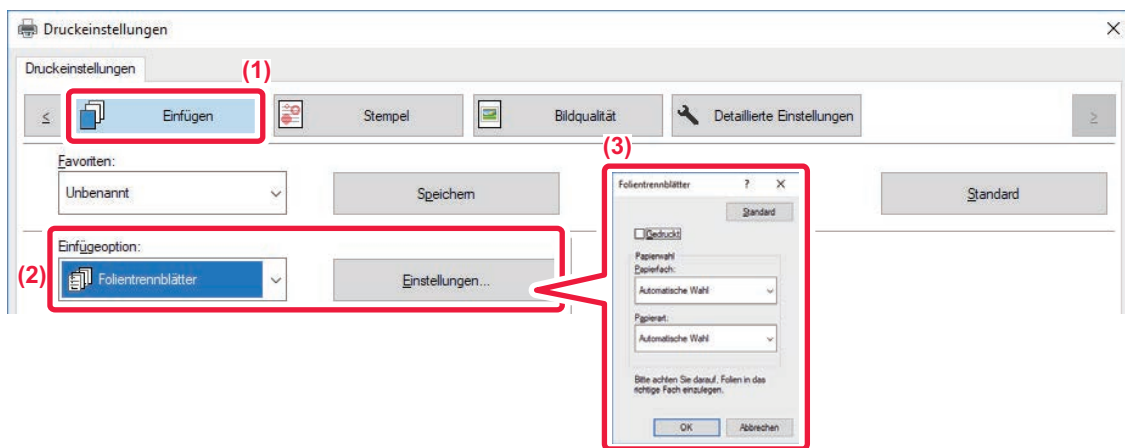 Druckeinstellungen
Druckeinstellungen
(1)
≤ Einfügen Stempel Bildqualität Detaillierte Einstellungen ≥
(3)
Favoriten:
Unbenannt Speichern Standard
(2)
Einfügeoption:
Folientrennblätter Einstellungen...
Folientrennblätter ? X
Standard
Gedruckt
Papierwahl
Papierfach:
Automatische Wahl
Papierart:
Automatische Wahl
Bitte achten Sie darauf, Folien in das
richtige Fach einzulegen.
OK Abbrechen